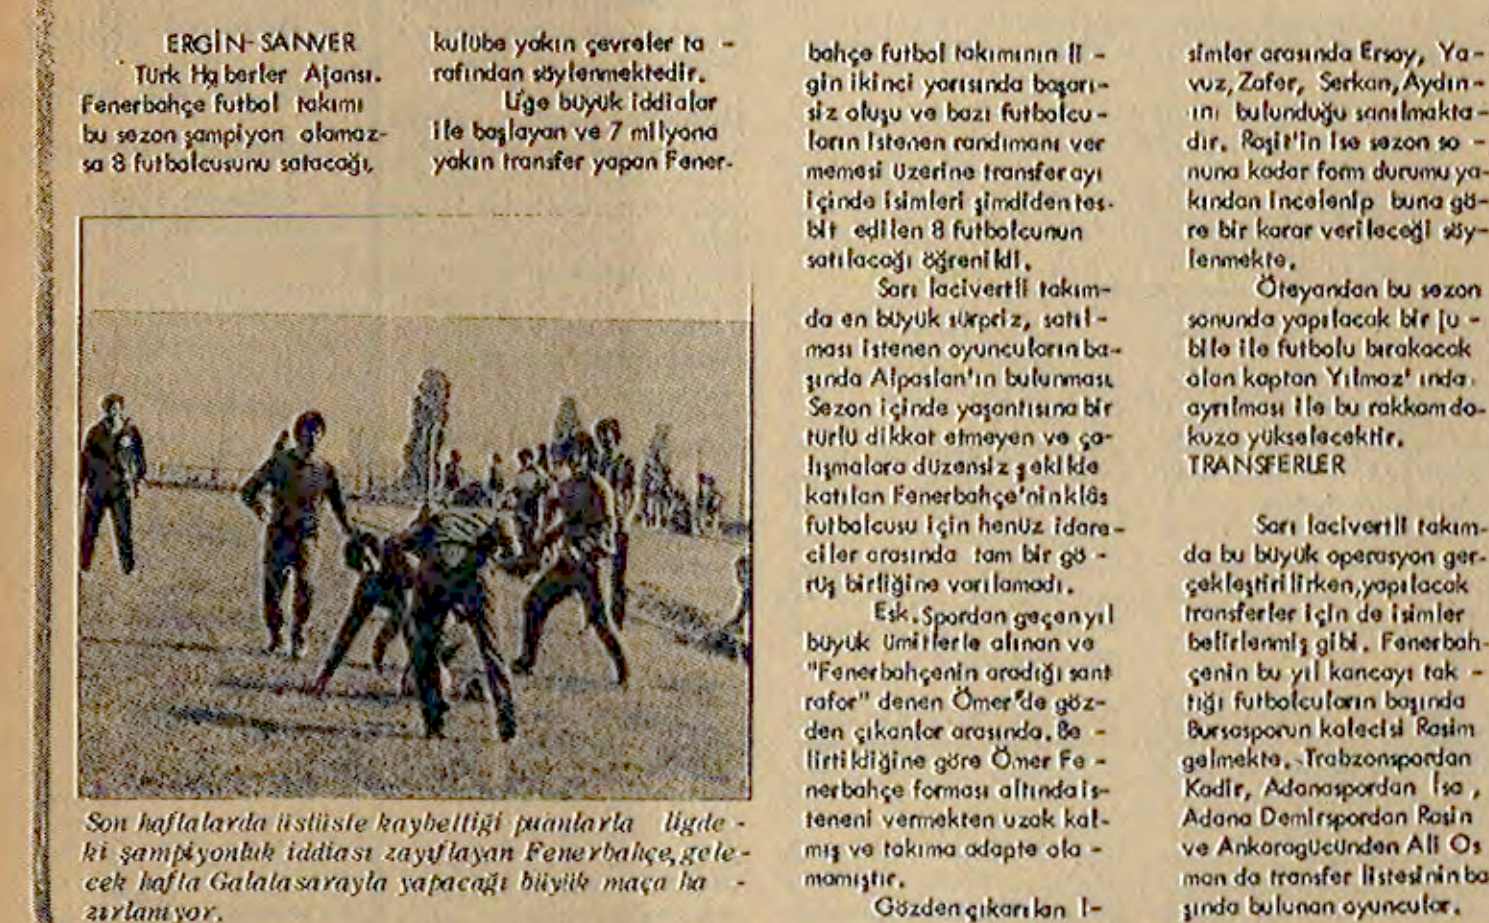 ERGİN-SANVER
Türk Haberler Ajansı.
Fenerbahçe futbol takımı
bu sezon şampiyon olamaz-
sa 8 futbolcusunu satacağı,
kulübe yakın çevreler ta -
rafından söylenmektedir.
Lige büyük iddialar
ile başlayan ve 7 milyona
yakın transfer yapan Fener-
Son haftalarda üstüste kaybettiği puanlarla ligde -
ki şampiyonluk iddiası zayıflayan Fenerbahçe, gele -
cek hafta Galatasarayla yapacağı büyük maça ha -
zırlanıyor.
bahçe futbol takımının li -
gin ikinci yarısında başarı-
sız oluşu ve bazı futbolcu -
ların istenen randımanı ver
memesi üzerine transfer ayı
içinde isimleri şimdiden tes-
bit edilen 8 futbolcunun
satılacağı öğrenildi.
Sarı lacivertli takım-
da en büyük sürpriz, satıl -
ması istenen oyuncuların ba-
şında Alpaslan'ın bulunması.
Sezon içinde yaşantısına bir
türlü dikkat etmeyen ve ça-
lışmalara düzensiz şekilde
katılan Fenerbahçe'nin klâs
futbolcusu için henüz idare -
ciler arasında tam bir gö -
rüş birliğine varılamadı.
Esk.Spordan geçen yıl
büyük ümitlerle alınan ve
"Fenerbahçenin aradığı sant
rafor" denen Ömer'de göz-
den çıkanlar arasında. Be -
lirtildiğine göre Ömer Fe -
nerbahçe forması altında is-
teneni vermekten uzak kal-
mış ve takıma adapte ola -
mamıştır.
Gözden çıkarılan i-
simler arasında Ersoy, Ya-
vuz, Zafer, Serkan, Aydın-
ını bulunduğu sanılmakta -
dır. Raşit'in ise sezon so -
nuna kadar form durumu ya-
kından incelenip buna gö-
re bir karar verileceği söy-
lenmekte.
Öteyandan bu sezon
sonunda yapılacak bir ju -
bile ile futbolu bırakacak
olan kaptan Yılmaz' ında
ayrılması ile bu rakkam do-
kuza yükselecektir.
TRANSFERLER
Sarı lacivertli takım-
da bu büyük operasyon ger-
çekleştirilirken, yapılacak
transferler için de isimler
belirlenmiş gibi. Fenerbah-
çenin bu yıl kancayı tak -
tığı futbolcuların başında
Bursasporun kalecisi Rasim
gelmekte. Trabzonspordan
Kadir, Adanaspordan İsa ,
Adana Demirspordan Raşin
ve Ankaragücünden Ali Os
man da transfer listesinin ba
şında bulunan oyuncular.